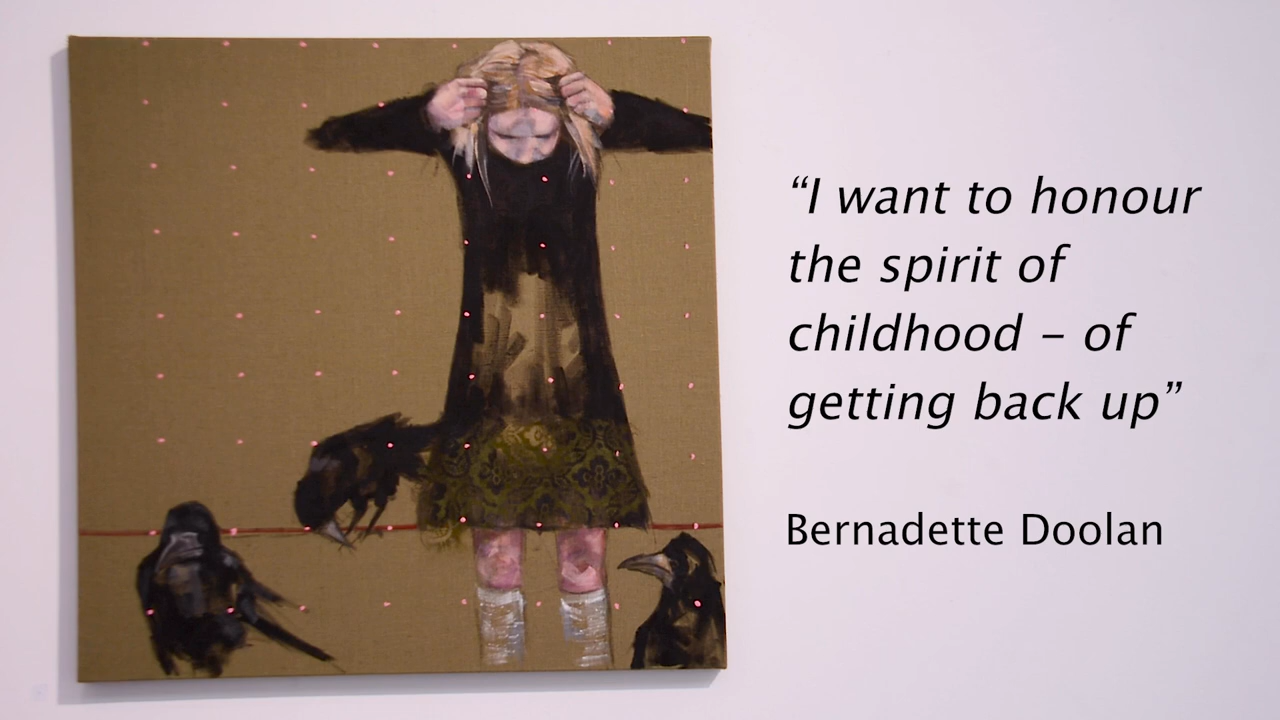 “I want to honour
the spirit of
childhood – of
getting back up”
Bernadette Doolan